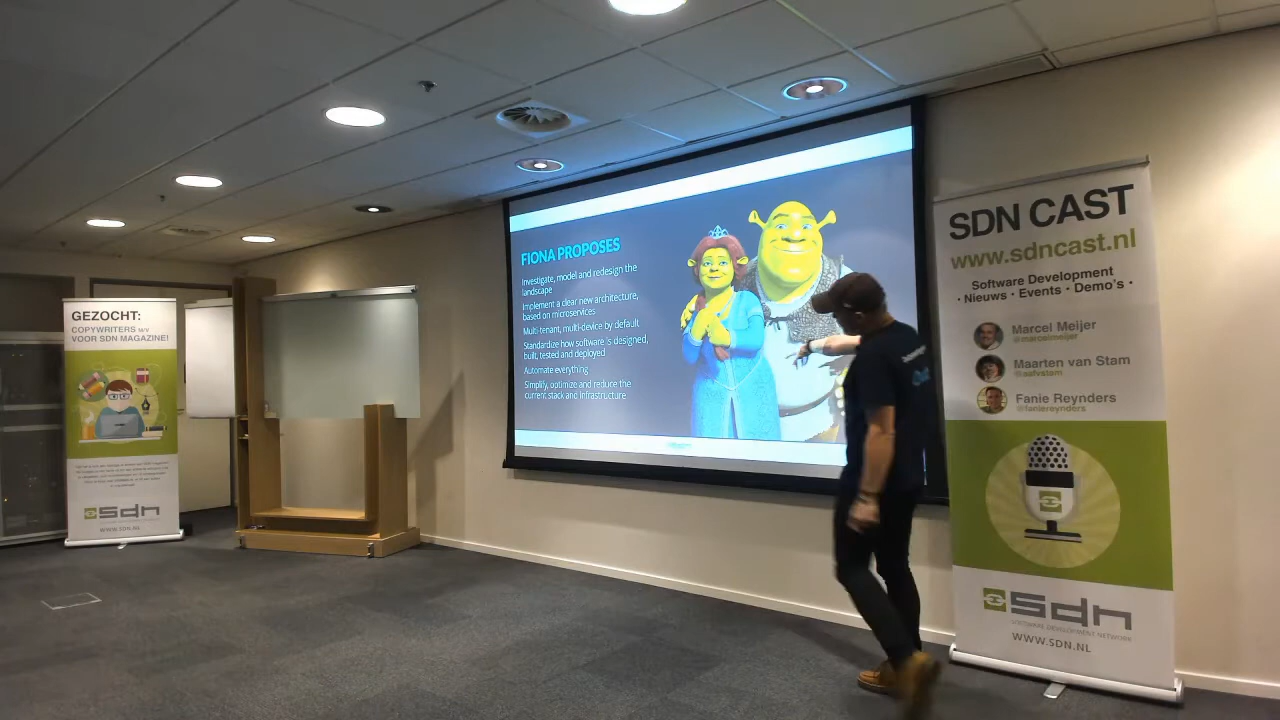 GEZOCHT:
COPYWRITERS M/V
VOOR SDN MAGAZINE!
sdn
WWW.SDN.NL
FIONA PROPOSES
Investigate, model and redesign the
landscape
Implement a clear new architecture,
based on microservices
Multi-tenant, multi-device by default
Standardize how software is designed,
built, tested and deployed
Automate everything
Simplify, optimize and reduce the
current stack and infrastructure
SDN CAST
www.sdncast.nl
Software Development
· Nieuws · Events · Demo's ·
Marcel Meijer
@marcelmeijer
Maarten van Stam
@safvstam
Fanie Reynders
@faniereynders
sdn
SOFTWARE DEVELOPMENT NETWORK
WWW.SDN.NL